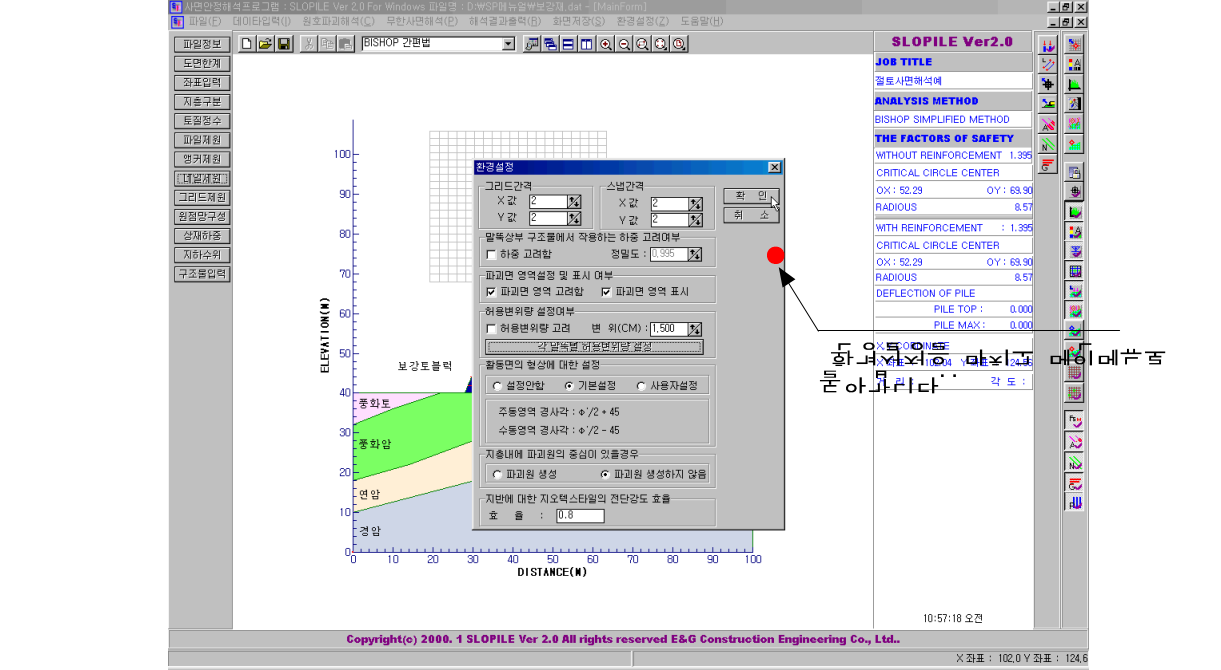 사면안정해석프로그램 : SLOPILE Ver 2.0 For Windows 파일명 : D:\SP메뉴얼\보강재.dat - [MainForm]
파일(F) 데이타입력(I) 원호파괴해석(C) 무한사면해석(P) 해석결과출력(R) 화면저장(S) 환경설정(Z) 도움말(H)
BISHOP 간편법
파일정보
도면한계
좌표입력
지층구분
토질정수
파일제원
앵커제원
네일제원
그리드제원
원점망구성
상재하중
지하수위
구조물입력
ELEVATION(M)
100
90
80
70
60
50
40
30
20
10
0
보강토블럭
풍화토
풍화암
연암
경암
0 10 20 30 40 50 60 70 80 90 100
DISTANCE(M)
환경설정
그리드간격
X 값 2
Y 값 2
스냅간격
X 값 2
Y 값 2
확 인
취 소
말뚝상부 구조물에서 작용하는 하중 고려여부
하중 고려함 정밀도 : 0,995
파괴면 영역설정 및 표시 여부
파괴면 영역 고려함 파괴면 영역 표시
허용변위량 설정여부
허용변위량 고려 변 위(CM) : 1,500
각 말뚝별 허용변위량 설정
활동면의 형상에 대한 설정
설정안함 기본설정 사용자설정
주동영역 경사각 : Φ'/2 + 45
수동영역 경사각 : Φ'/2 - 45
지층내에 파괴원의 중심이 있을경우
파괴원 생성 파괴원 생성하지 않음
지반에 대한 지오텍스타일의 전단강도 효율
효 율 : 0.8
SLOPILE Ver2.0
JOB TITLE
절토사면해석예
ANALYSIS METHOD
BISHOP SIMPLIFIED METHOD
THE FACTORS OF SAFETY
WITHOUT REINFORCEMENT 1.395
CRITICAL CIRCLE CENTER
OX : 52.29 OY : 69.90
RADIUS 8.57
WITH REINFORCEMENT : 1.395
CRITICAL CIRCLE CENTER
OX : 52.29 OY : 69.90
RADIUS 8.57
DEFLECTION OF PILE
PILE TOP : 0.000
PILE MAX : 0.000
각 도 :
10:57:18 오전
Copyright(c) 2000. 1 SLOPILE Ver 2.0 All rights reserved E&G Construction Engineering Co., Ltd..
X 좌표 : 102,0 Y 좌표 : 124,6